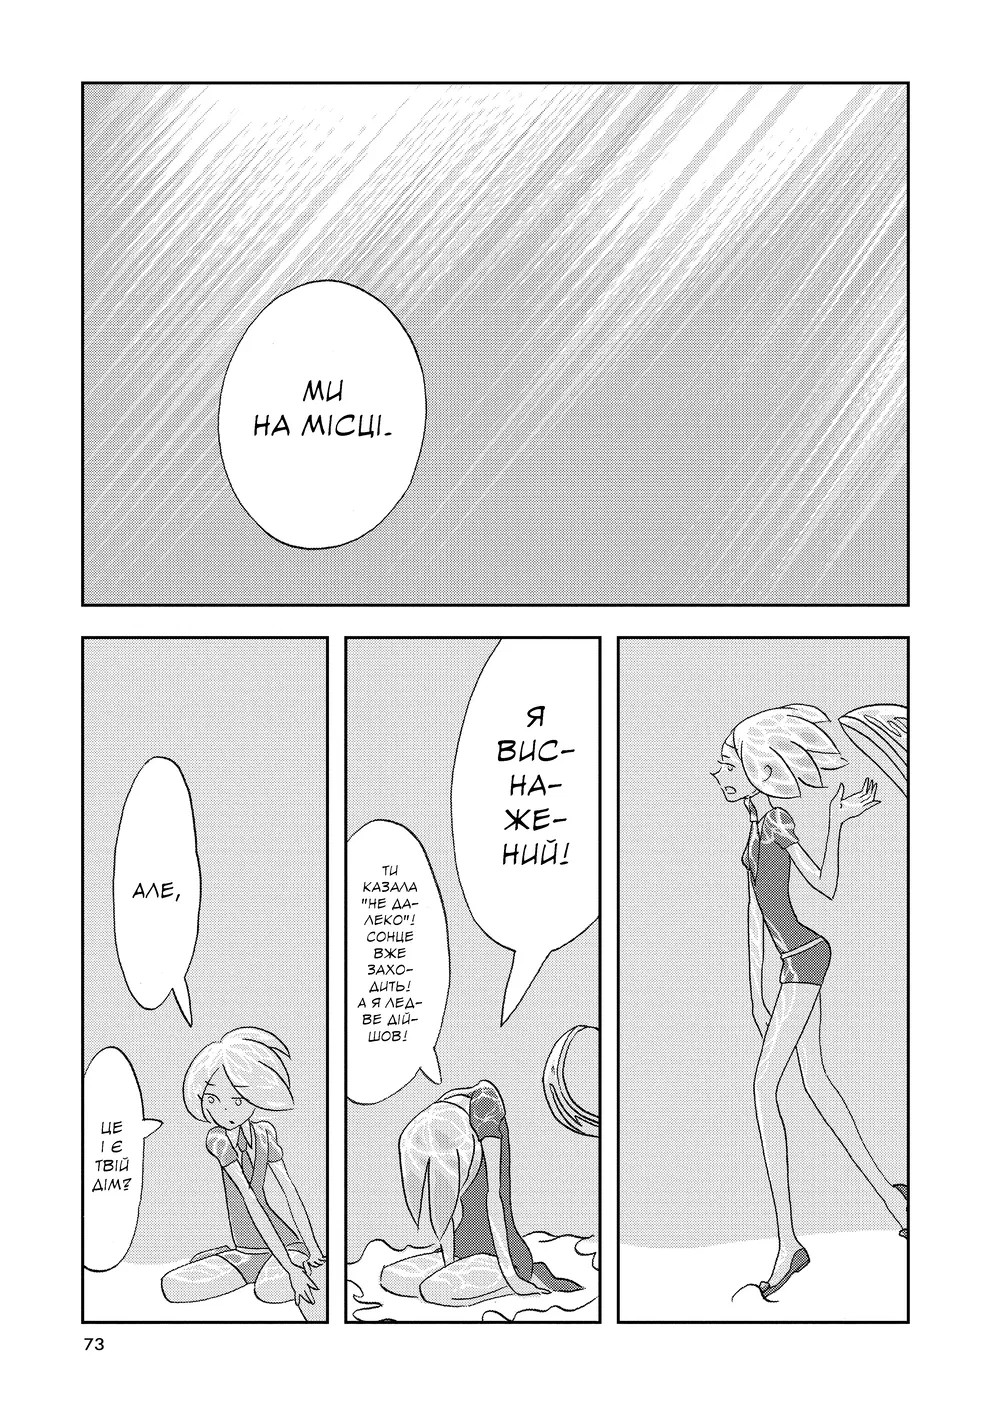 МИ
НА МІСЦІ.
Я
ВИС-
НА-
ЖЕ-
НИЙ!
ТИ
КАЗАЛА
"НЕ ДА-
ЛЕКО"!
СОНЦЕ
ВЖЕ
ЗАХО-
ДИТЬ!
А Я ЛЕД-
ВЕ ДІЙ-
ШОВ!
АЛЕ,
ЦЕ
І Є
ТВІЙ
ДІМ?
73